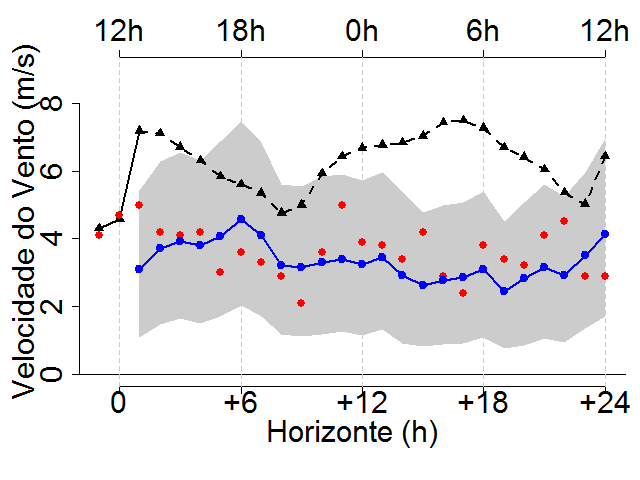 12h 18h 0h 6h 12h
Velocidade do Vento (m/s)
8
6
4
2
0
0 +6 +12 +18 +24
Horizonte (h)